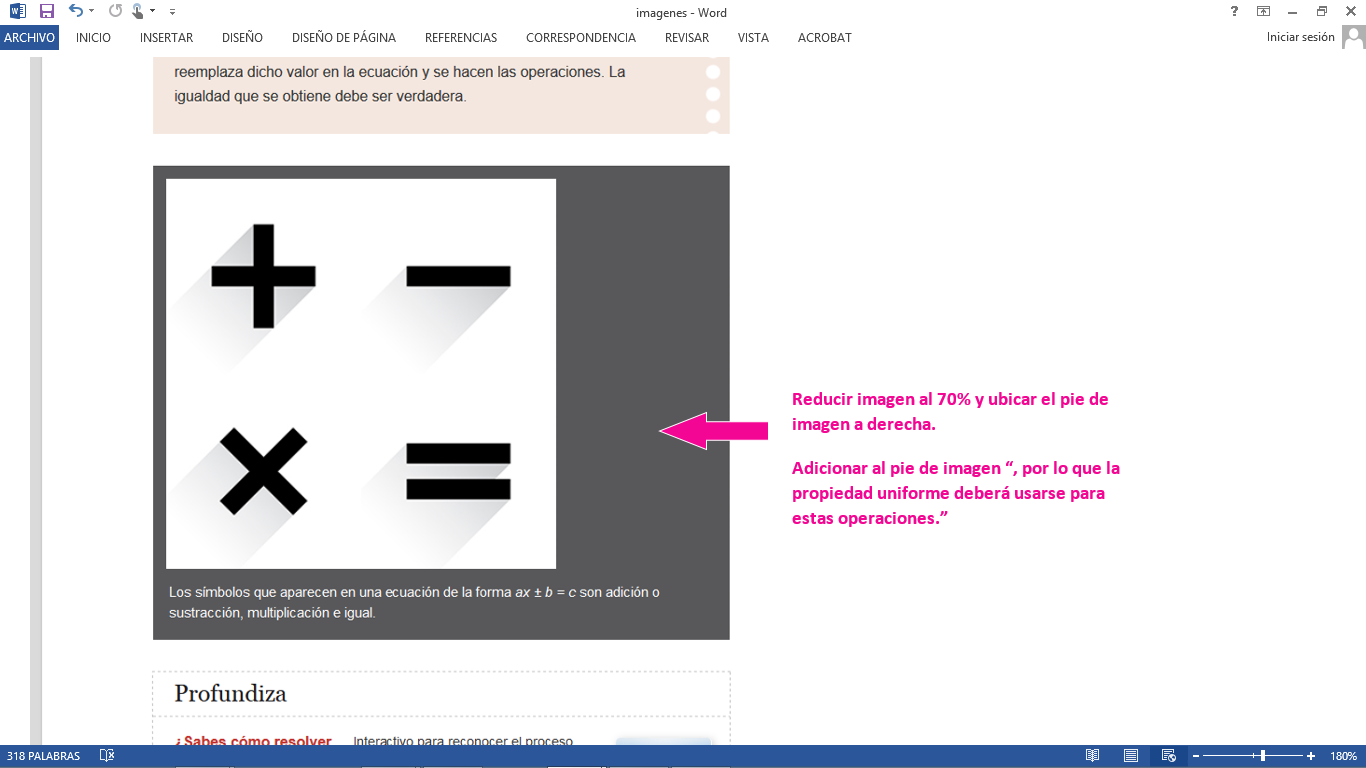 imagenes - Word
?
ARCHIVO INICIO INSERTAR DISEÑO DISEÑO DE PÁGINA REFERENCIAS CORRESPONDENCIA REVISAR VISTA ACROBAT Iniciar sesión
reemplaza dicho valor en la ecuación y se hacen las operaciones. La
igualdad que se obtiene debe ser verdadera.
+ −
× =
Reducir imagen al 70% y ubicar el pie de
imagen a derecha.
Adicionar al pie de imagen “, por lo que la
propiedad uniforme deberá usarse para
estas operaciones.”
Los símbolos que aparecen en una ecuación de la forma ax ± b = c son adición o
sustracción, multiplicación e igual.
Profundiza
¿Sabes cómo resolver Interactivo para reconocer el proceso
318 PALABRAS 180%